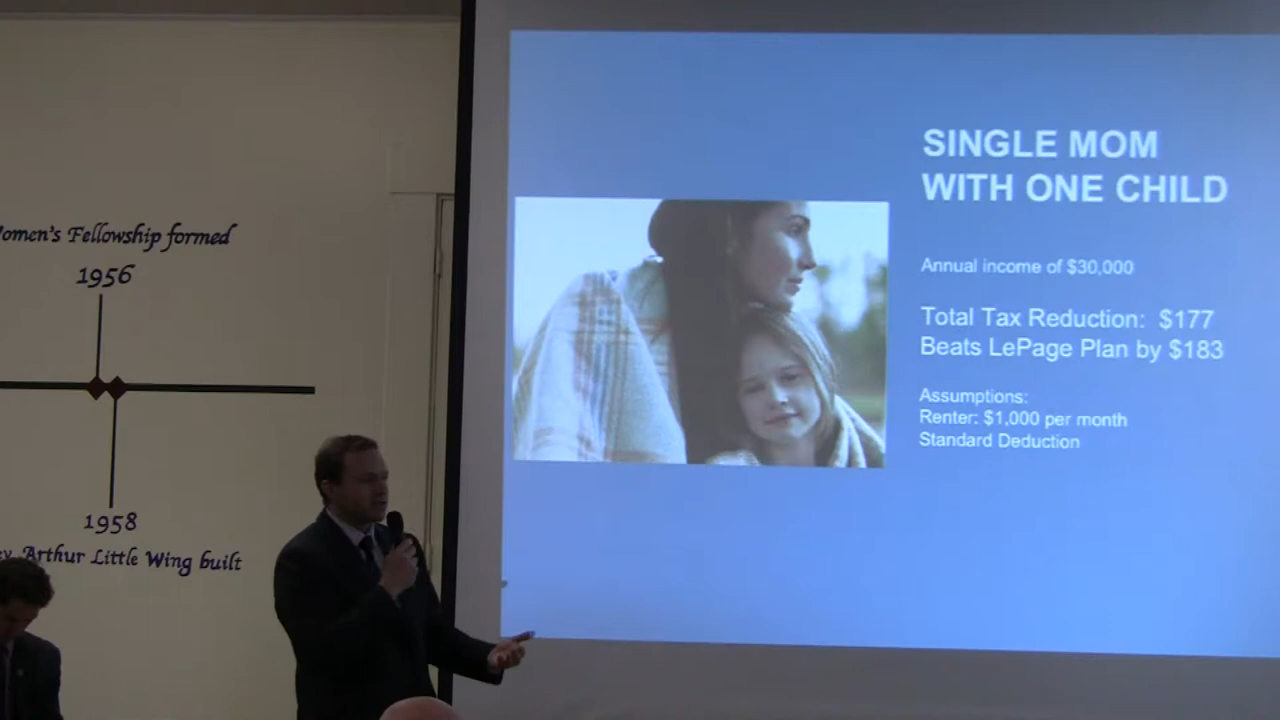 Women's Fellowship formed
1956
1958
Arthur Little Wing built
SINGLE MOM
WITH ONE CHILD
Annual income of $30,000
Total Tax Reduction: $177
Beats LePage Plan by $183
Assumptions:
Renter: $1,000 per month
Standard Deduction